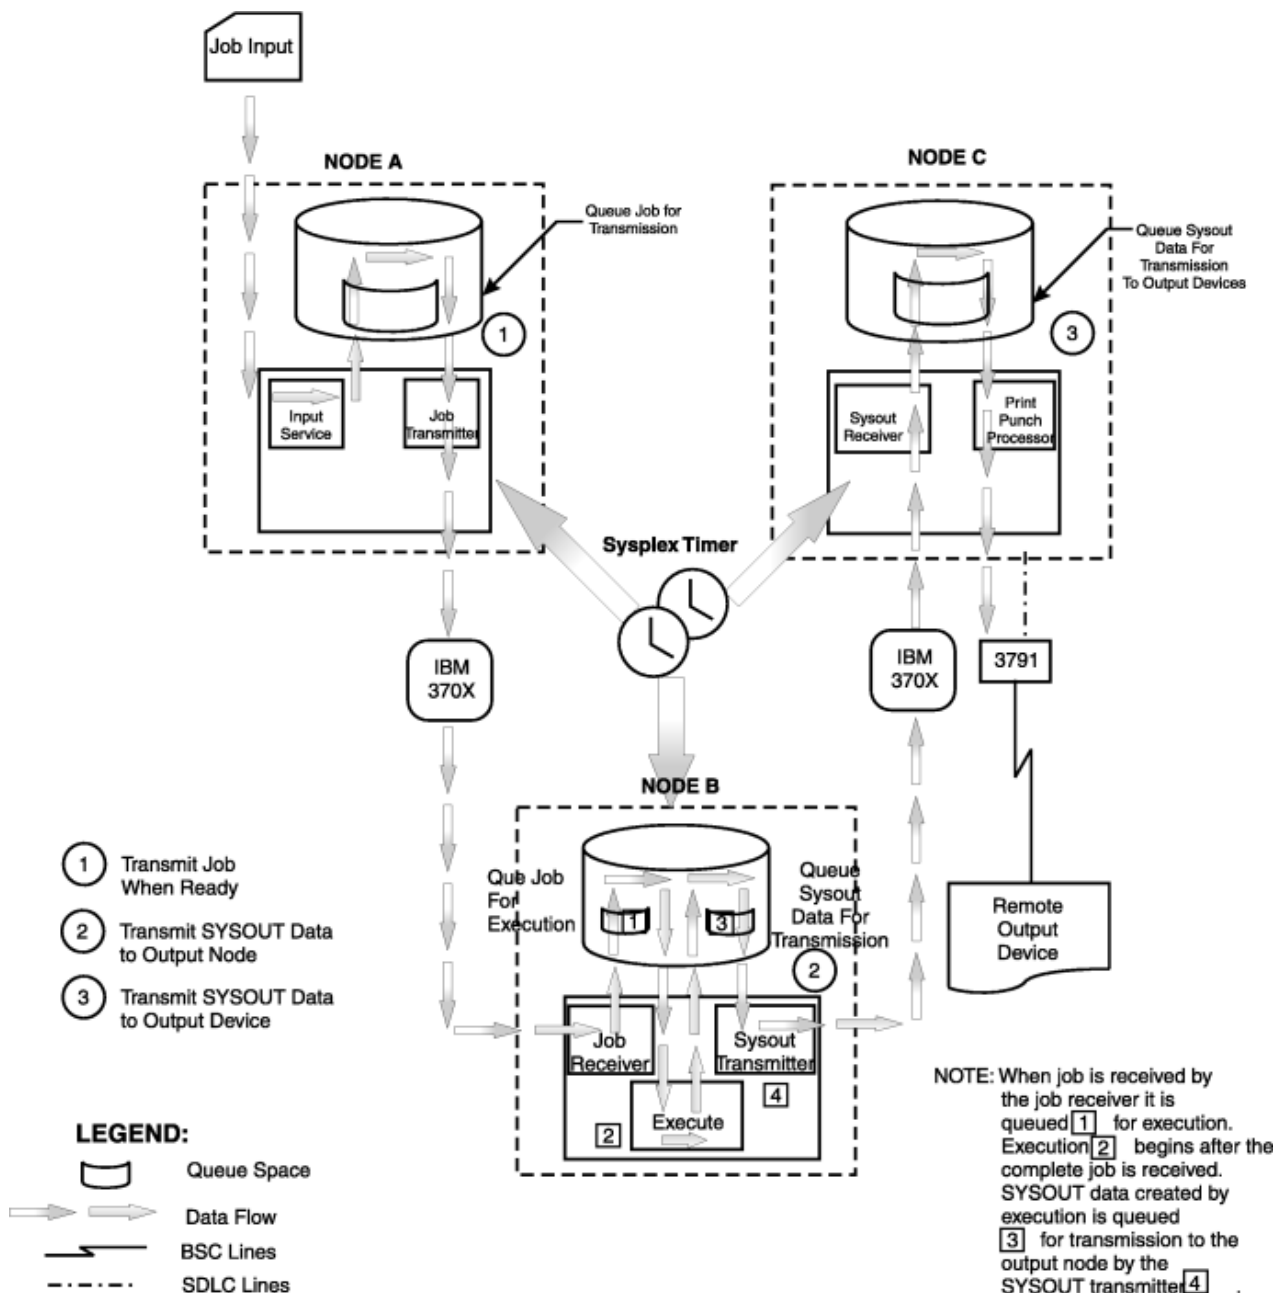 Job Input
NODE A
NODE C
Queue Job for
Transmission
Queue Sysout
Data For
Transmission
To Output Devices
1
3
Input
Service
Job
Transmitter
Sysout
Receiver
Print
Punch
Processor
Sysplex Timer
IBM
370X
IBM
370X
3791
NODE B
Que Job
For
Execution
1
3
Queue
Sysout
Data For
Transmission
2
Job
Receiver
Sysout
Transmitter
4
2
Execute
Remote
Output
Device
1 Transmit Job
When Ready
2 Transmit SYSOUT Data
to Output Node
3 Transmit SYSOUT Data
to Output Device
LEGEND:
Queue Space
Data Flow
BSC Lines
SDLC Lines
NOTE: When job is received by
the job receiver it is
queued 1 for execution.
Execution 2 begins after the
complete job is received.
SYSOUT data created by
execution is queued
3 for transmission to the
output node by the
SYSOUT transmitter 4 .